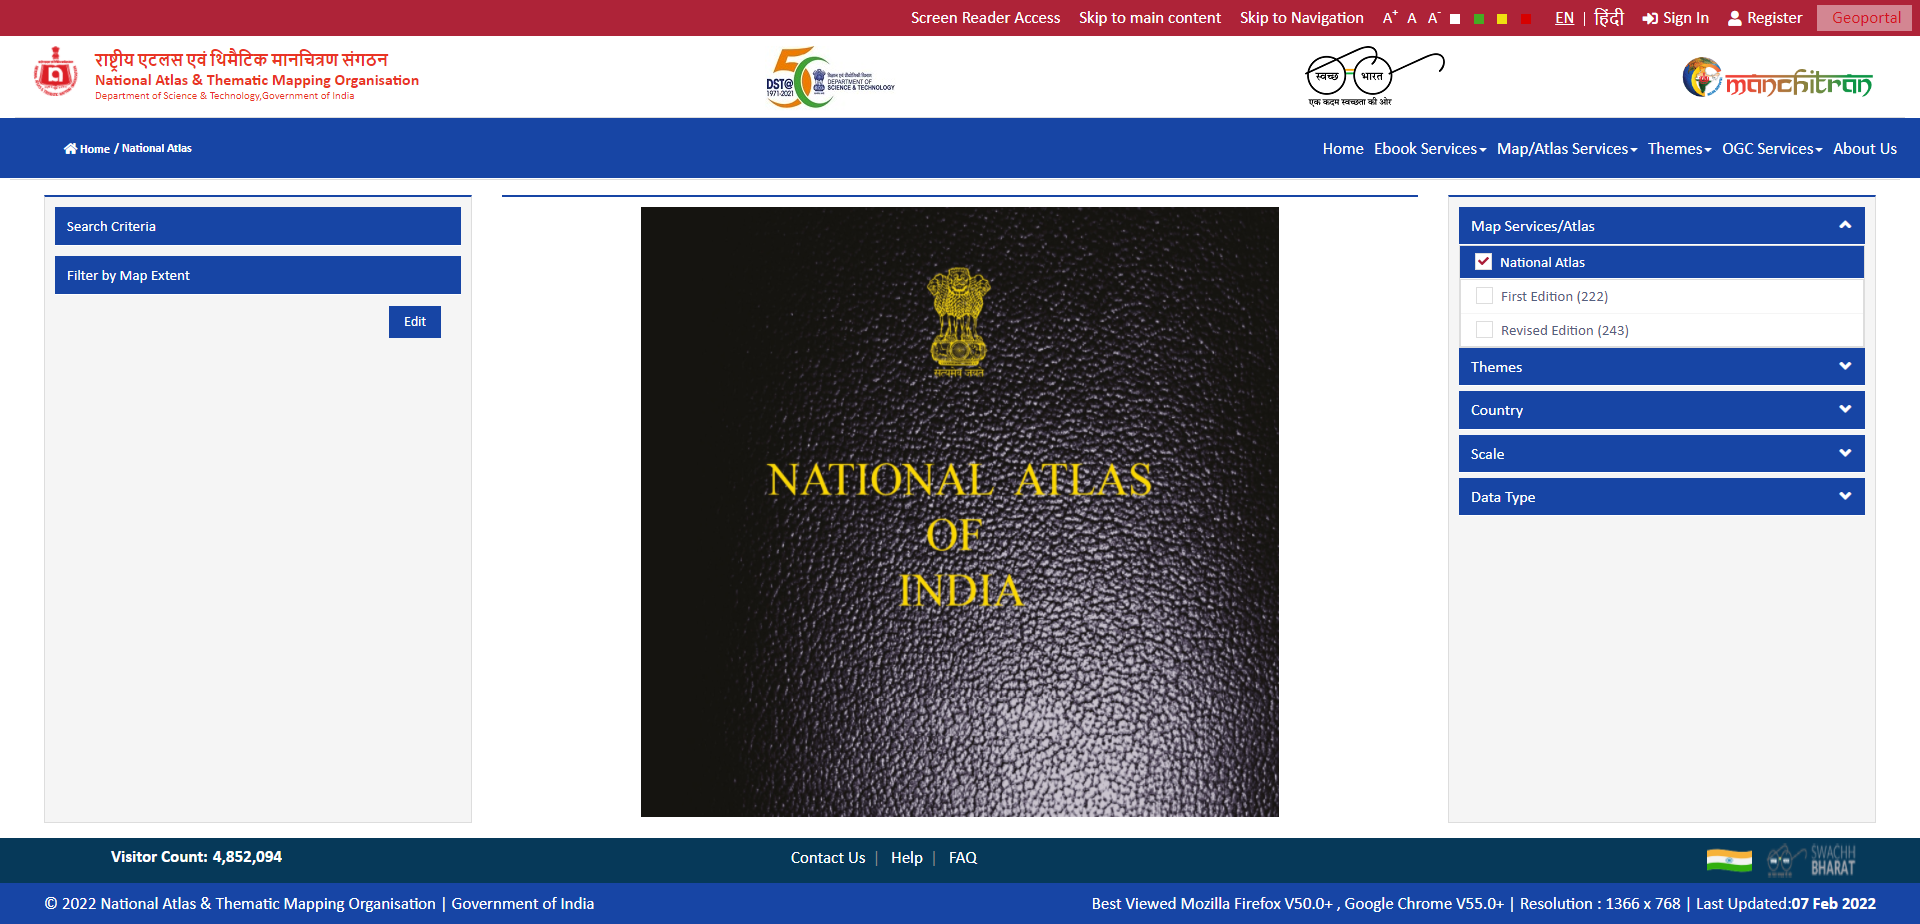 Screen Reader Access Skip to main content Skip to Navigation A+ A A- EN | हिंदी Sign In Register Geoportal
राष्ट्रीय एटलस एवं थिमैटिक मानचित्रण संगठन
National Atlas & Thematic Mapping Organisation
Department of Science & Technology,Government of India
DST@50
1971-2021
DEPARTMENT OF
SCIENCE & TECHNOLOGY
स्वच्छ भारत
एक कदम स्वच्छता की ओर
manchitran
Home / National Atlas
Home Ebook Services Map/Atlas Services Themes OGC Services About Us
Search Criteria
Filter by Map Extent
Edit
सत्यमेव जयते
NATIONAL ATLAS
OF
INDIA
Map Services/Atlas
National Atlas
First Edition (222)
Revised Edition (243)
Themes
Country
Scale
Data Type
Visitor Count: 4,852,094
Contact Us | Help | FAQ
SWACHH
BHARAT
© 2022 National Atlas & Thematic Mapping Organisation | Government of India
Best Viewed Mozilla Firefox V50.0+ , Google Chrome V55.0+ | Resolution : 1366 x 768 | Last Updated:07 Feb 2022